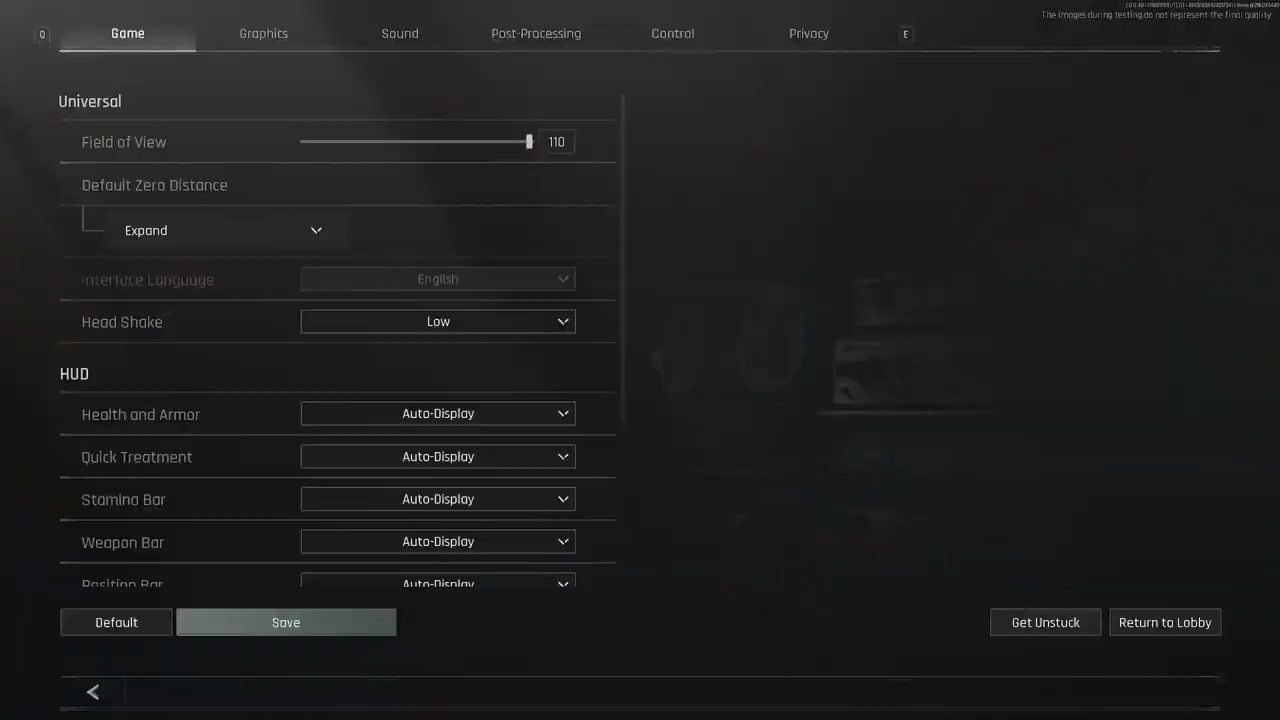 The images during testing do not represent the final quality
Q Game Graphics Sound Post-Processing Control Privacy E
Universal
Field of View 110
Default Zero Distance
Expand
Interface Language English
Head Shake Low
HUD
Health and Armor Auto-Display
Quick Treatment Auto-Display
Stamina Bar Auto-Display
Weapon Bar Auto-Display
Position Bar Auto-Display
Default Save Get Unstuck Return to Lobby